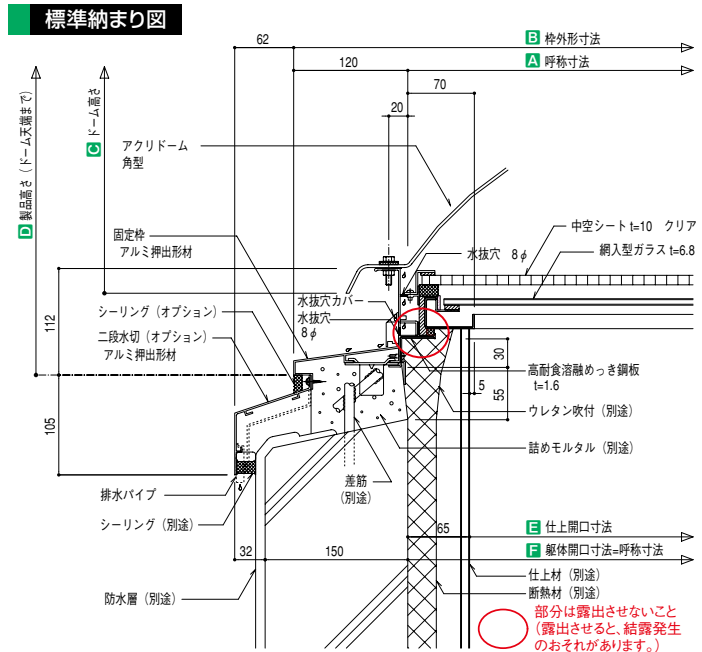 標準納まり図
62
B 枠外形寸法
120
A 呼称寸法
70
20
D 製品高さ（ドーム天端まで）
C ドーム高さ
アクリドーム
角型
固定枠
アルミ押出形材
水抜穴 8φ
中空シート t=10 クリア
網入型ガラス t=6.8
112
シーリング（オプション）
二段水切（オプション）
アルミ押出形材
水抜穴カバー
水抜穴
8φ
高耐食溶融めっき鋼板
t=1.6
30
5
55
ウレタン吹付（別途）
詰めモルタル（別途）
105
排水パイプ
シーリング（別途）
差筋
（別途）
65
E 仕上開口寸法
F 躯体開口寸法=呼称寸法
32
150
防水層（別途）
仕上材（別途）
断熱材（別途）
部分は露出させないこと
（露出させると、結露発生
のおそれがあります。）